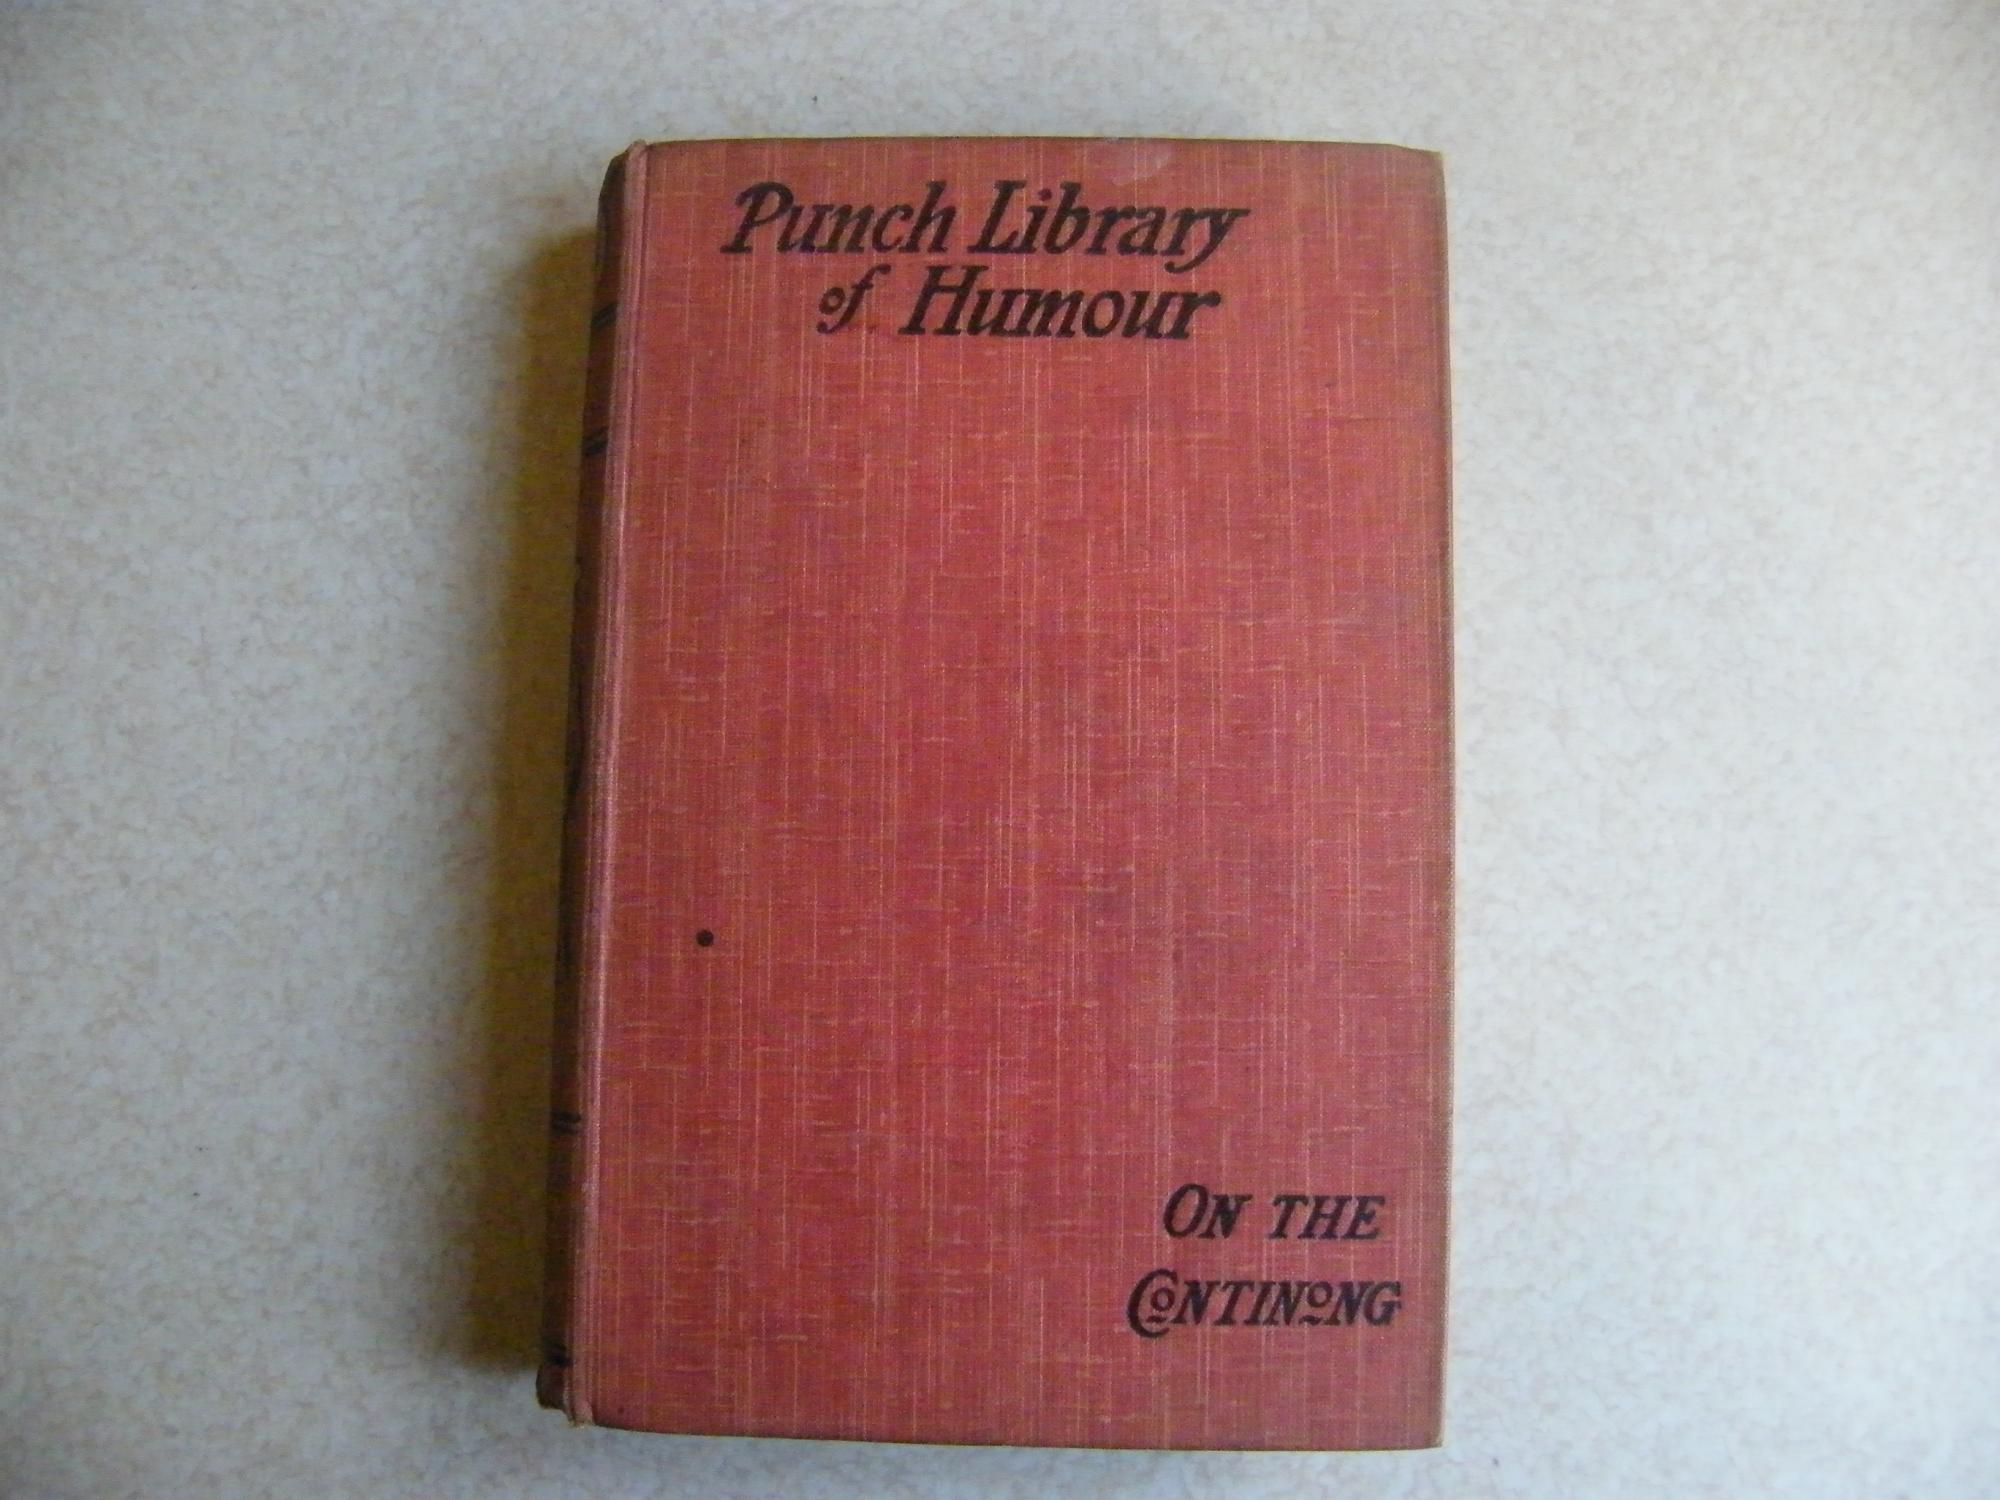 Punch Library
of Humour
ON THE
CONTINONG